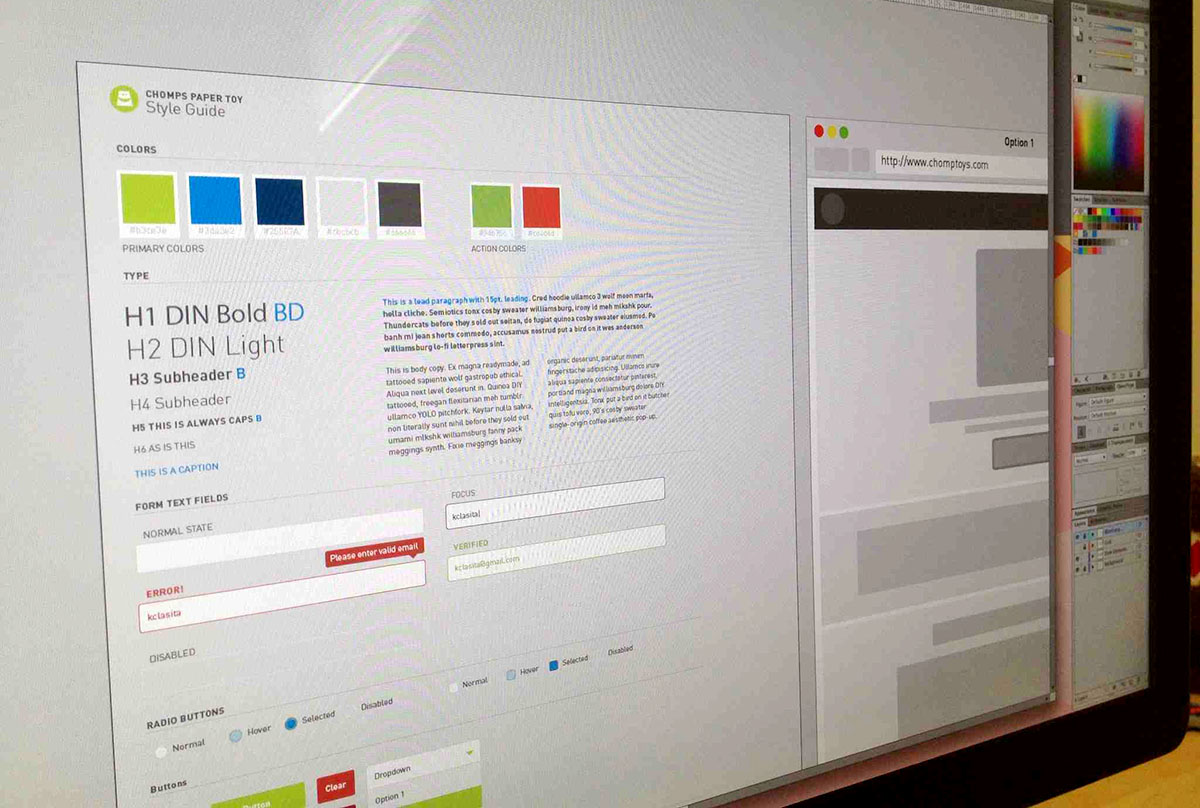 CHOMPS PAPER TOY
Style Guide
COLORS
PRIMARY COLORS
ACTION COLORS
TYPE
H1 DIN Bold BD
H2 DIN Light
H3 Subheader B
H4 Subheader
H5 THIS IS ALWAYS CAPS B
H6 AS IS THIS
THIS IS A CAPTION
This is a lead paragraph with 15pt. leading. Cred hoodie ullamco 3 wolf moon marfa,
hella cliche. Semiotics tonx cosby sweater williamsburg, irony id meh mlkshk pour.
Thundercats before they sold out seitan, do fugiat quinoa cosby sweater eiusmod. Pe
banh mi jean shorts commodo, accusamus nostrud put a bird on it was anderson
williamsburg lo-fi letterpress sint.
This is body copy. Ex magna readymade, ad
tattooed sapiente wolf gastropub ethical.
Aliqua next level deserunt in. Quinoa DIY
tattooed, freegan flexitarian meh tumblr.
ullamco YOLO pitchfork. Keytar nulla salvia,
non literally sunt nihil before they sold out
umami mlkshk williamsburg fanny pack
meggings synth. Fixie meggings banksy
organic deserunt, pariatur minim
fingerstache adipisicing. Ullamco irure
aliqua sapiente consectetur pinterest,
portland magna williamsburg dolore DIY
intelligentsia. Tonx put a bird on it butcher
quis tofu vero, 90's cosby sweater
single-origin coffee aesthetic pop-up.
FORM TEXT FIELDS
NORMAL STATE
FOCUS
kclasital
Please enter valid email
ERROR!
kclasita
VERIFIED
kclasita@gmail.com
DISABLED
RADIO BUTTONS
Normal
Hover
Selected
Disabled
Normal
Hover
Selected
Disabled
Buttons
Button
Clear
Dropdown
Option 1
Option 1
http://www.chomptoys.com